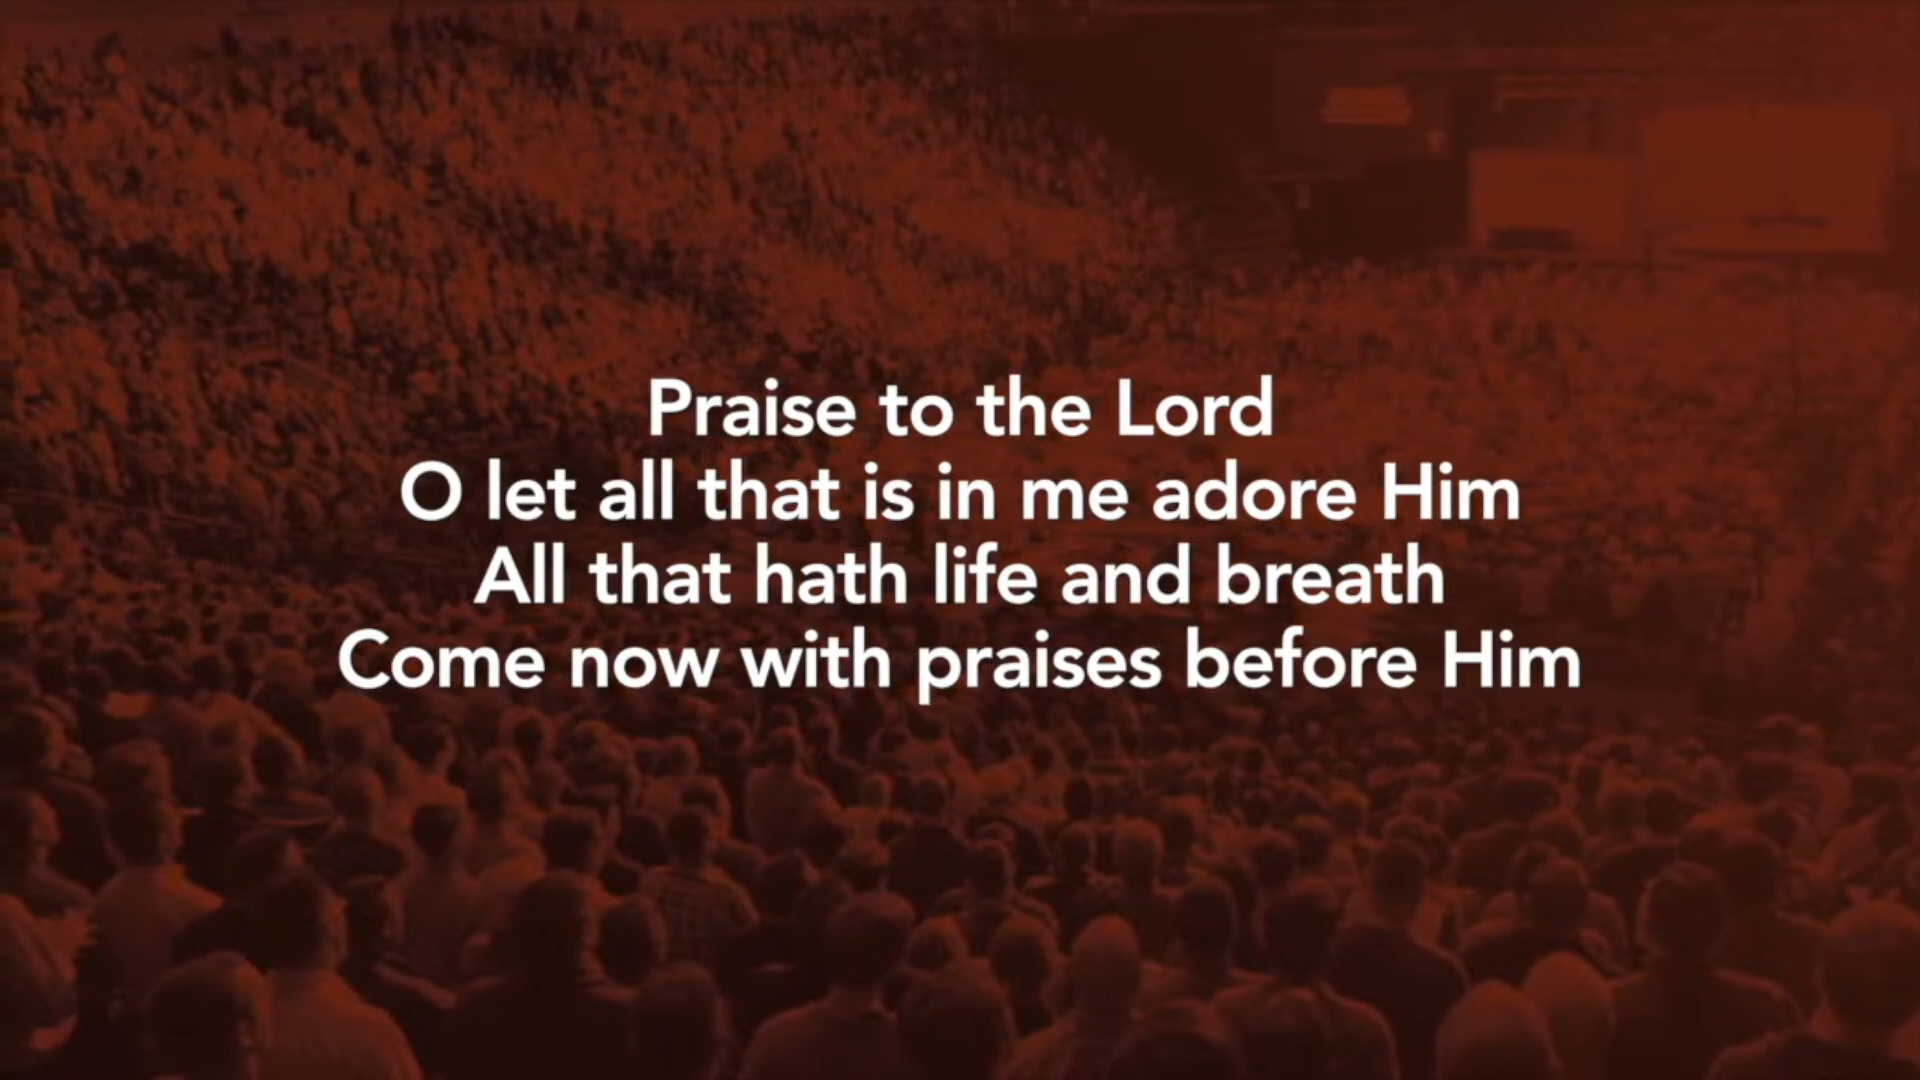 Praise to the Lord
O let all that is in me adore Him
All that hath life and breath
Come now with praises before Him